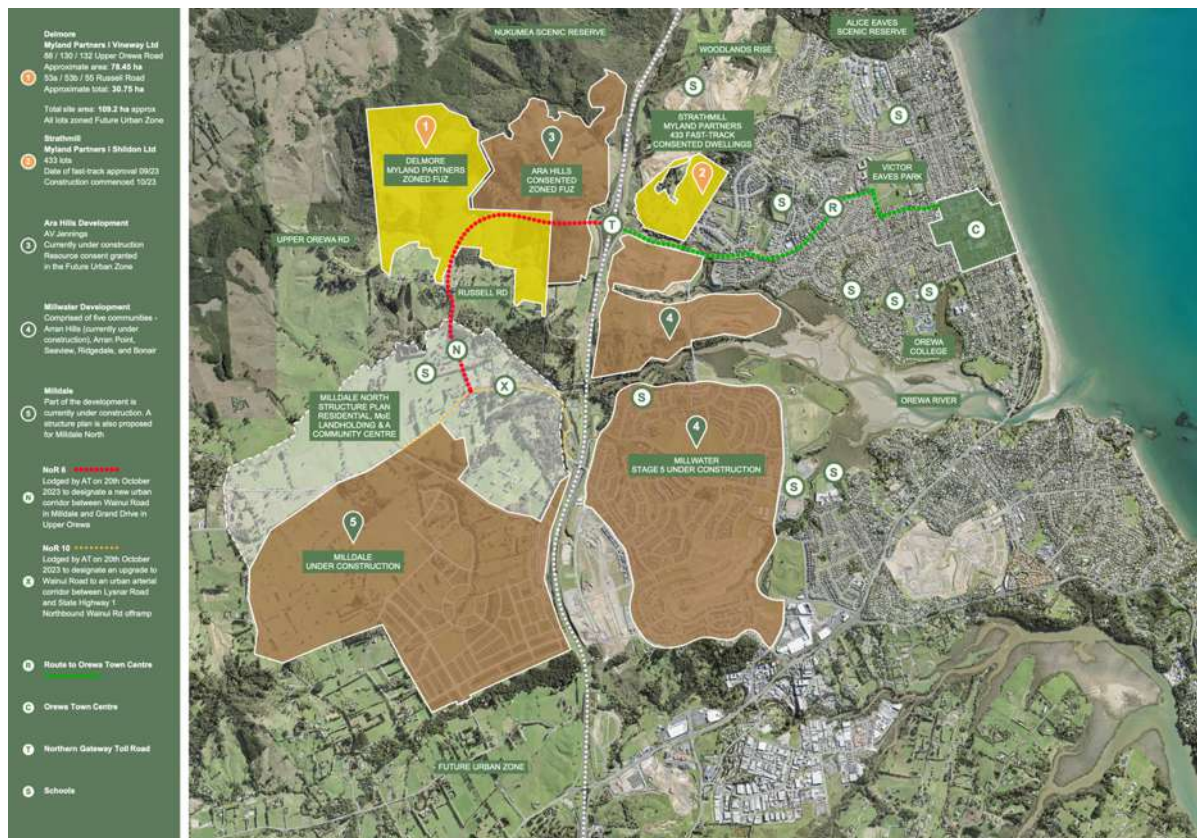 Delmore
Myland Partners I Vineway Ltd
88 / 130 / 132 Upper Orewa Road
Approximate area: 78.45 ha
1
53a / 53b / 55 Russell Road
Approximate total: 30.75 ha
Total site area: 109.2 ha approx
All lots zoned Future Urban Zone
Strathmill
Myland Partners I Shildon Ltd
2
433 lots
Date of fast-track approval 09/23
Construction commenced 10/23
Ara Hills Development
AV Jennings
3
Currently under construction
Resource consent granted
in the Future Urban Zone
Millwater Development
Comprised of five communities -
4
Arran Hills (currently under
construction), Arran Point,
Seaview, Ridgedale, and Bonair
Milldale
Part of the development is
5
currently under construction. A
structure plan is also proposed
for Milldale North
NoR 6
Lodged by AT on 20th October
N
2023 to designate a new urban
corridor between Wainui Road
in Milldale and Grand Drive in
Upper Orewa
NoR 10
Lodged by AT on 20th October
2023 to designate an upgrade to
X
Wainui Road to an urban arterial
corridor between Lysnar Road
and State Highway 1
Northbound Wainui Rd offramp
R Route to Orewa Town Centre
C Orewa Town Centre
T Northern Gateway Toll Road
S Schools
NUKUMEA SCENIC RESERVE
ALICE EAVES
SCENIC RESERVE
WOODLANDS RISE
S
S
STRATHMILL
MYLAND PARTNERS
433 FAST-TRACK
CONSENTED DWELLINGS
1
DELMORE
MYLAND PARTNERS
ZONED FUZ
3
ARA HILLS
CONSENTED
ZONED FUZ
2
VICTOR
EAVES PARK
S
R
T
C
UPPER OREWA RD
RUSSELL RD
S
S
S
4
OREWA
COLLEGE
N
S
X
MILLDALE NORTH
STRUCTURE PLAN
RESIDENTIAL, MoE
LANDHOLDING & A
COMMUNITY CENTRE
S
OREWA RIVER
4
MILLWATER
STAGE 5 UNDER CONSTRUCTION
S
S
5
MILLDALE
UNDER CONSTRUCTION
FUTURE URBAN ZONE